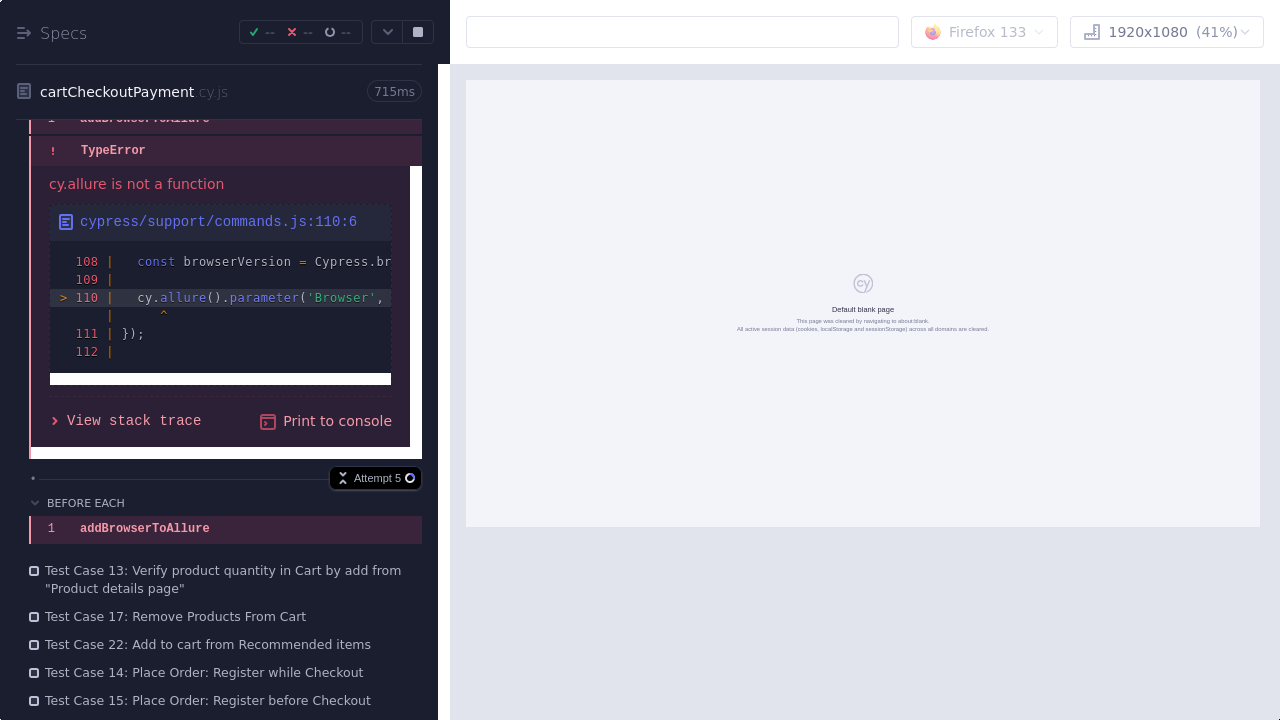 Specs
-- -- --
Firefox 133
1920x1080 (41%)
cartCheckoutPayment.cy.js
715ms
1 addBrowserToAllure
! TypeError
cy.allure is not a function
cypress/support/commands.js:110:6
108 | const browserVersion = Cypress.br
109 |
> 110 | cy.allure().parameter('Browser',
| ^
111 | });
112 |
View stack trace
Print to console
Attempt 5
BEFORE EACH
1 addBrowserToAllure
Test Case 13: Verify product quantity in Cart by add from
"Product details page"
Test Case 17: Remove Products From Cart
Test Case 22: Add to cart from Recommended items
Test Case 14: Place Order: Register while Checkout
Test Case 15: Place Order: Register before Checkout
cy
Default blank page
This page was cleared by navigating to about:blank.
All active session data (cookies, localStorage and sessionStorage) across all domains are cleared.